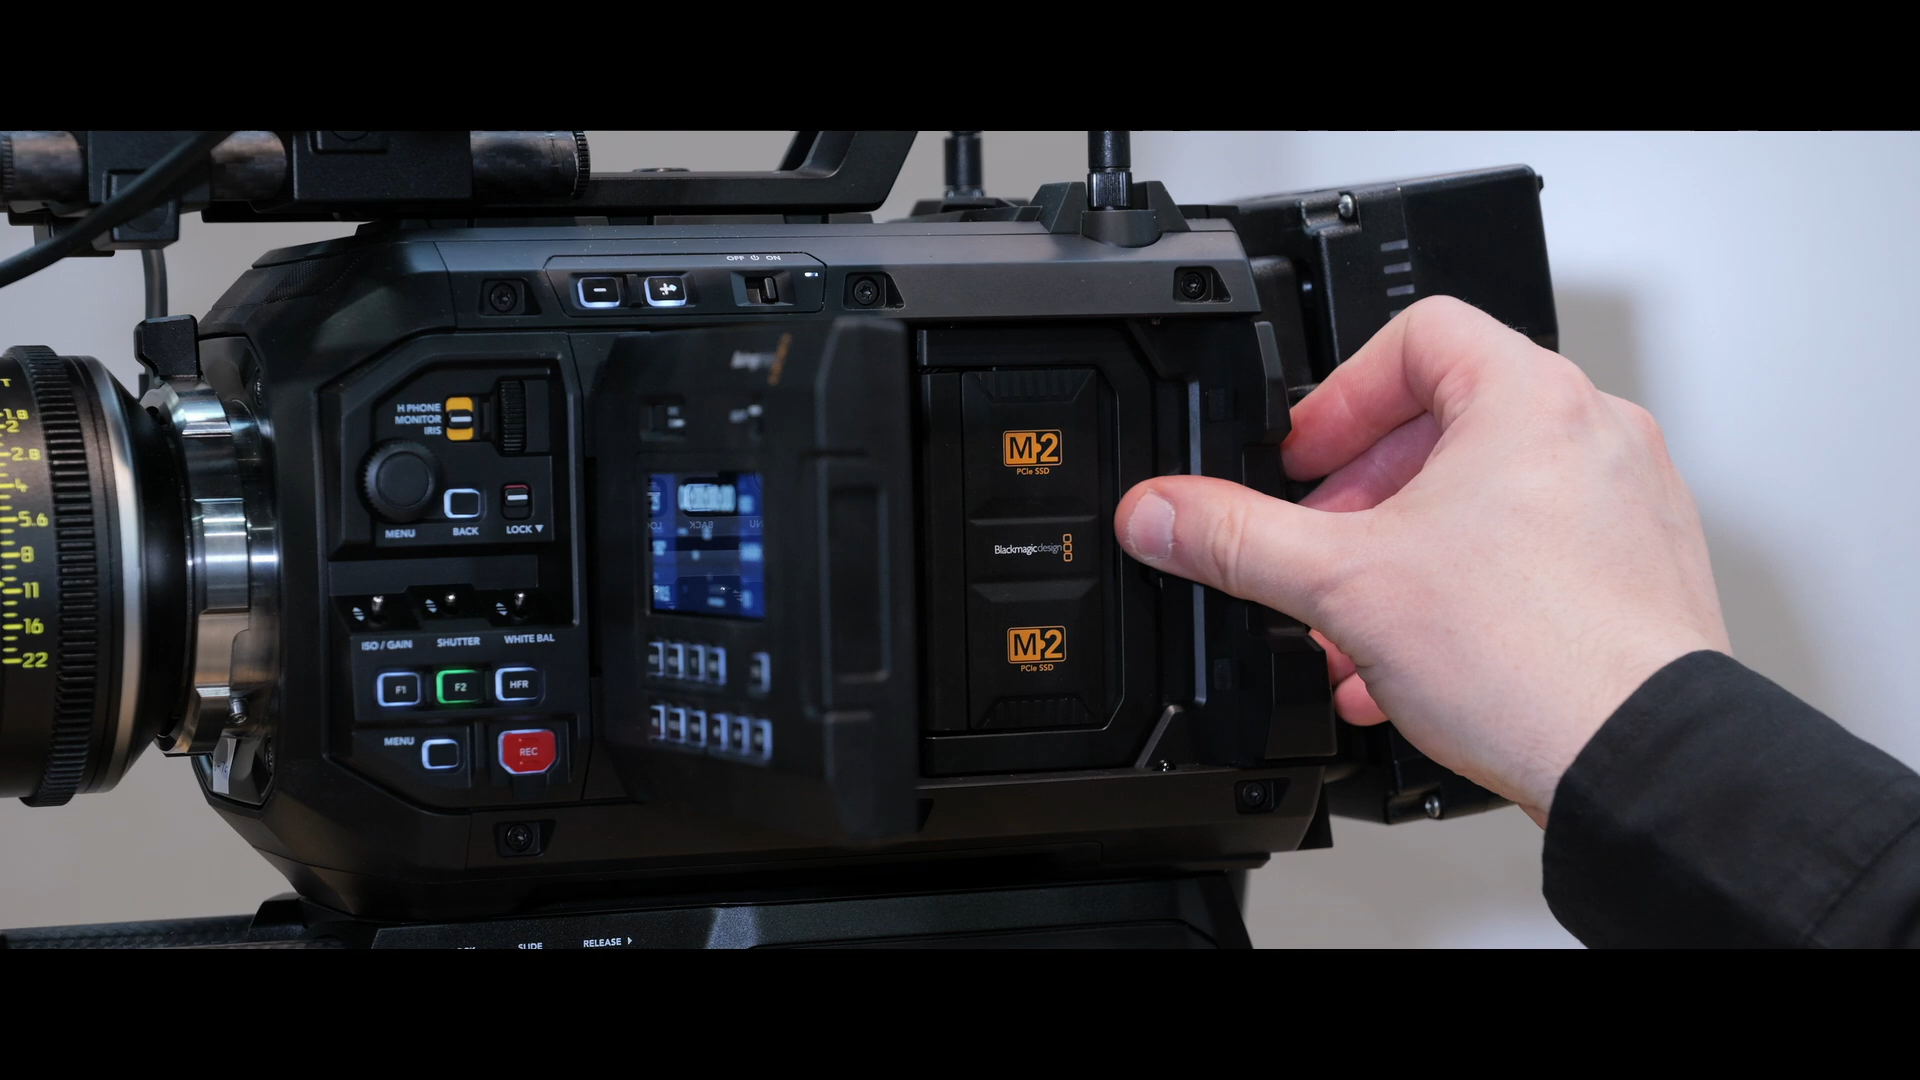 OFF ON
H PHONE
MONITOR
IRIS
MENU
BACK
LOCK ▼
ISO / GAIN
SHUTTER
WHITE BAL
F1
F2
HFR
MENU
REC
T
1.8
2
2.8
4
5.6
8
11
16
22
BACK
M.2
PCIe SSD
Blackmagicdesign
M.2
PCIe SSD
SLIDE
RELEASE